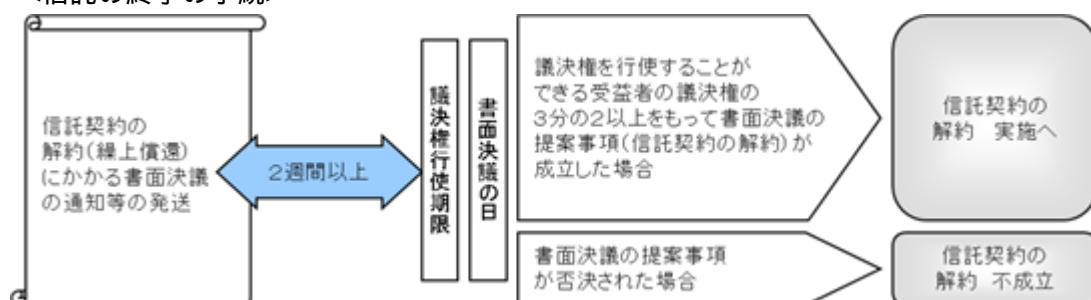 信託契約の
解約(繰上償還)
にかかる書面決議
の通知等の発送
2週間以上
議決権行使期限
書面決議の日
議決権を行使することが
できる受益者の議決権の
3分の2以上をもって書面決議の
提案事項(信託契約の解約)が
成立した場合
信託契約の
解約 実施へ
書面決議の提案事項
が否決された場合
信託契約の
解約 不成立